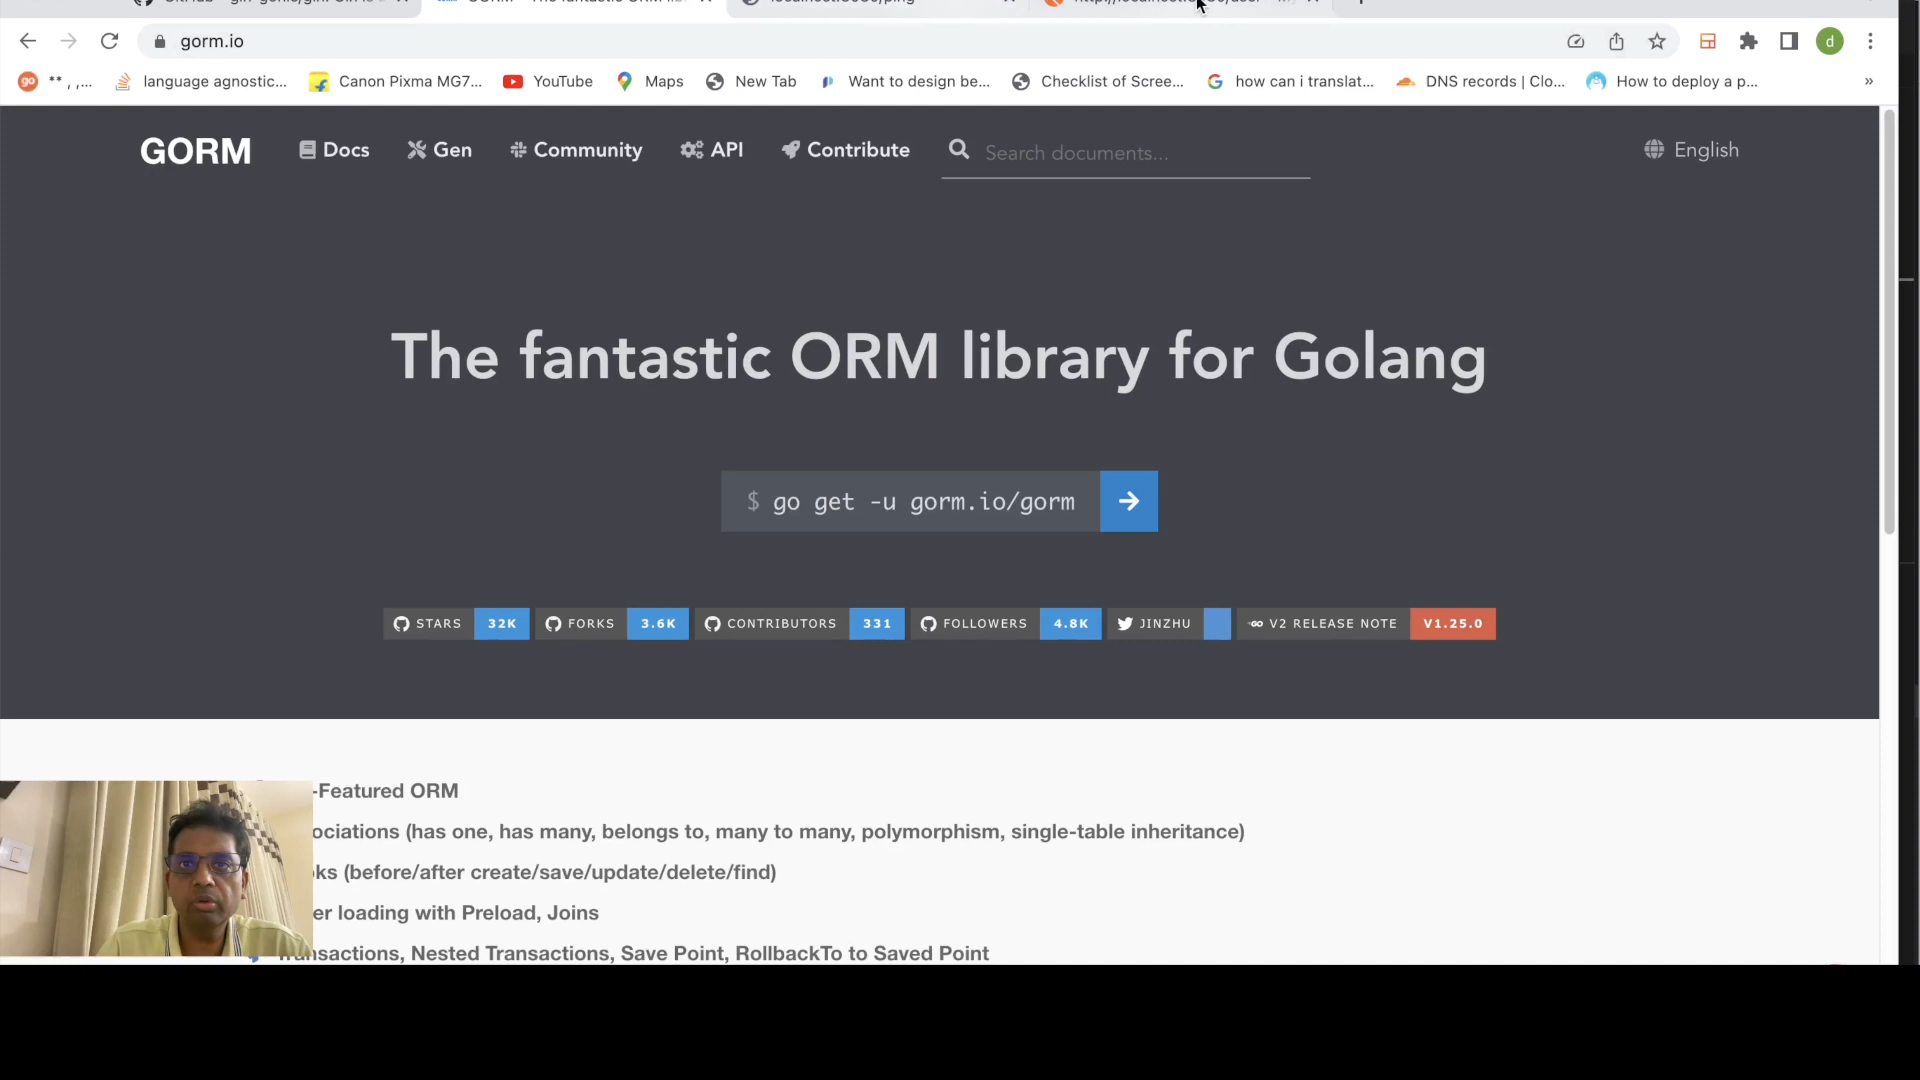 gorm.io
** , ,...
language agnostic...
Canon Pixma MG7...
YouTube
Maps
New Tab
Want to design be...
Checklist of Scree...
how can i translat...
DNS records | Clo...
How to deploy a p...
»
GORM
Docs
Gen
Community
API
Contribute
Search documents...
English
The fantastic ORM library for Golang
$ go get -u gorm.io/gorm
STARS 32K
FORKS 3.6K
CONTRIBUTORS 331
FOLLOWERS 4.8K
JINZHU
V2 RELEASE NOTE V1.25.0
-Featured ORM
ociations (has one, has many, belongs to, many to many, polymorphism, single-table inheritance)
ks (before/after create/save/update/delete/find)
er loading with Preload, Joins
nsactions, Nested Transactions, Save Point, RollbackTo to Saved Point